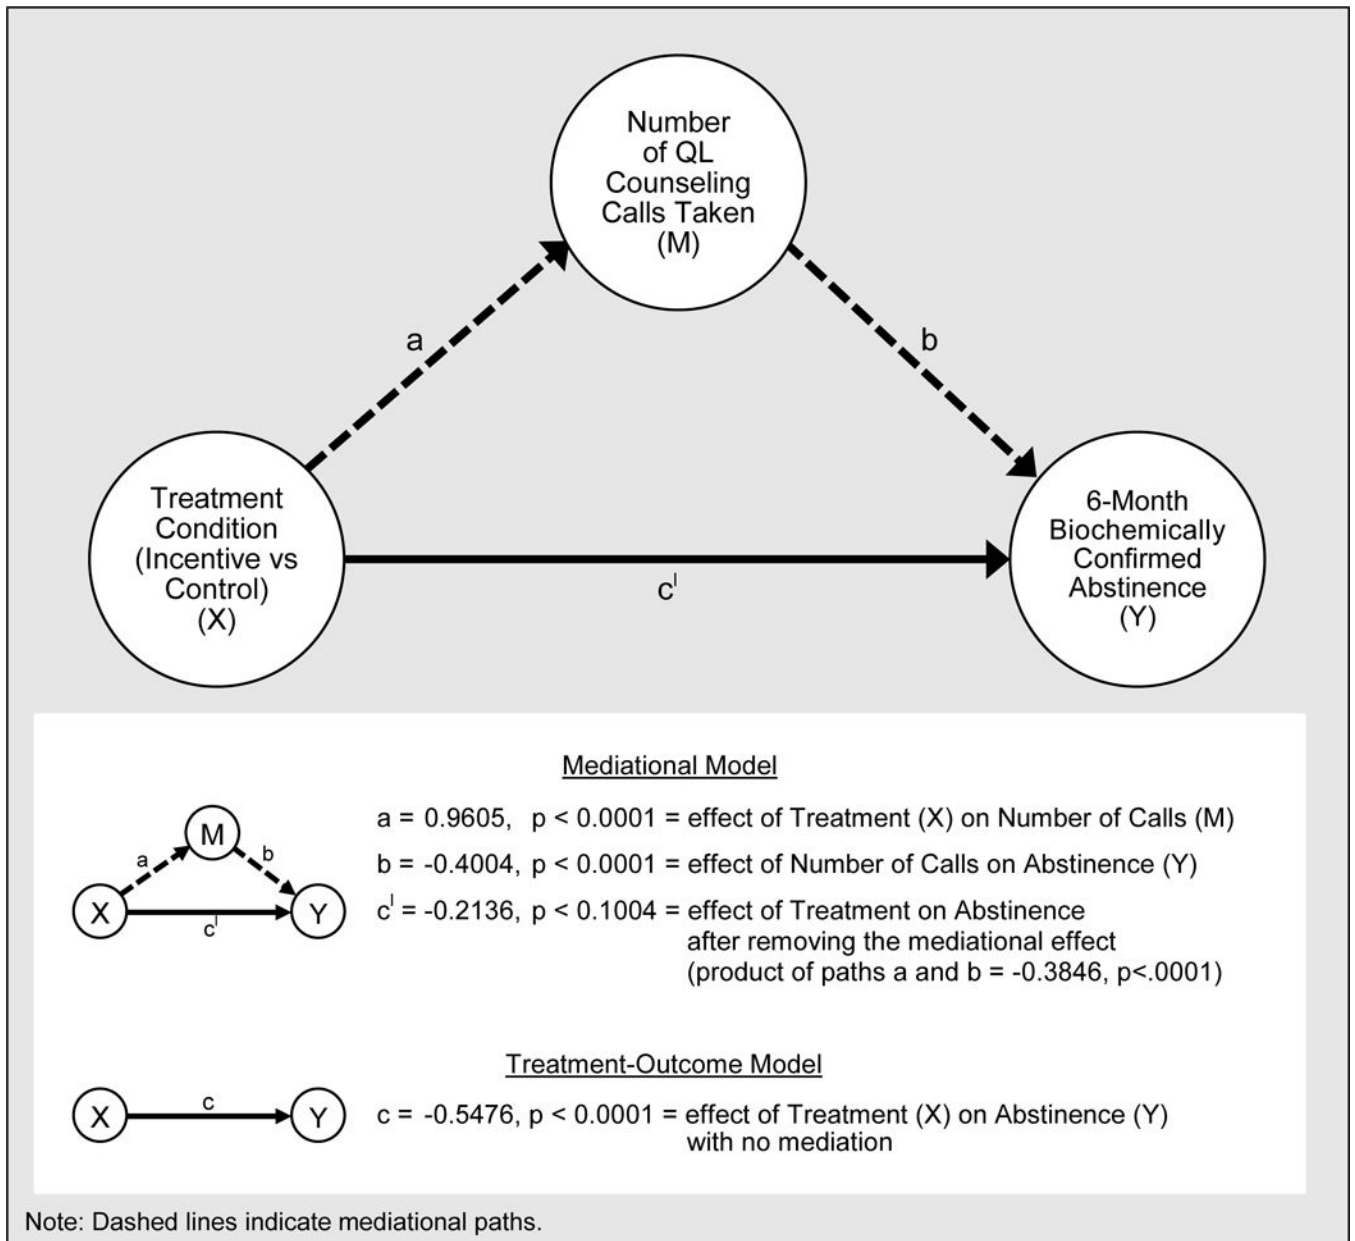 Number
of QL
Counseling
Calls Taken
(M)
a
b
Treatment
Condition
(Incentive vs
Control)
(X)
6-Month
Biochemically
Confirmed
Abstinence
(Y)
c'
Mediational Model
M
a
b
X
Y
c'
a = 0.9605, p < 0.0001 = effect of Treatment (X) on Number of Calls (M)
b = -0.4004, p < 0.0001 = effect of Number of Calls on Abstinence (Y)
c' = -0.2136, p < 0.1004 = effect of Treatment on Abstinence
after removing the mediational effect
(product of paths a and b = -0.3846, p<.0001)
Treatment-Outcome Model
X
c
Y
c = -0.5476, p < 0.0001 = effect of Treatment (X) on Abstinence (Y)
with no mediation
Note: Dashed lines indicate mediational paths.